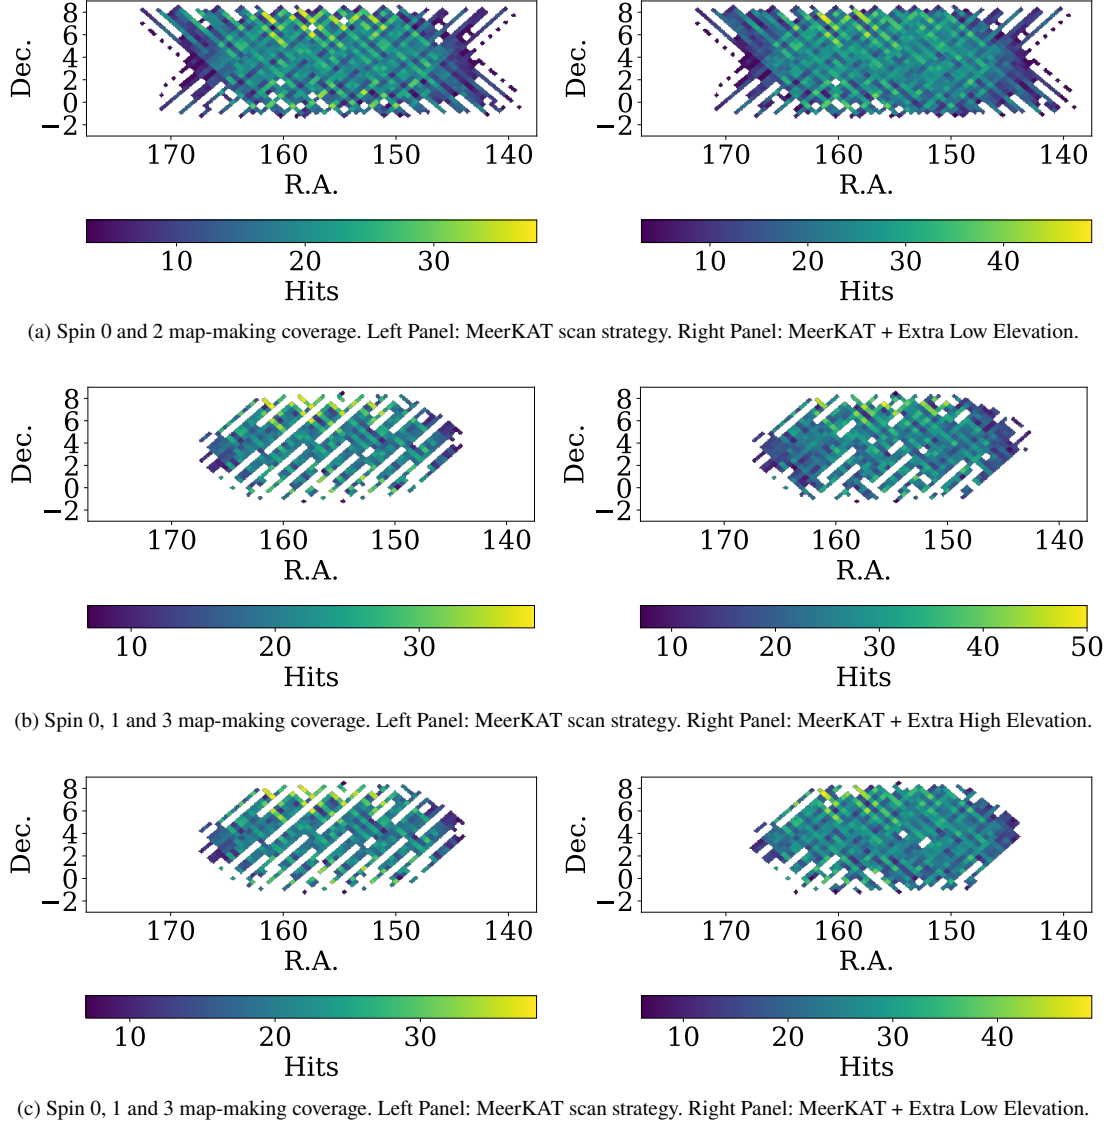 8
6
4
2
0
−2
Dec.
170 160 150 140
R.A.
10 20 30
Hits
8
6
4
2
0
−2
Dec.
170 160 150 140
R.A.
10 20 30 40
Hits
(a) Spin 0 and 2 map-making coverage. Left Panel: MeerKAT scan strategy. Right Panel: MeerKAT + Extra Low Elevation.
8
6
4
2
0
−2
Dec.
170 160 150 140
R.A.
10 20 30
Hits
8
6
4
2
0
−2
Dec.
170 160 150 140
R.A.
10 20 30 40 50
Hits
(b) Spin 0, 1 and 3 map-making coverage. Left Panel: MeerKAT scan strategy. Right Panel: MeerKAT + Extra High Elevation.
8
6
4
2
0
−2
Dec.
170 160 150 140
R.A.
10 20 30
Hits
8
6
4
2
0
−2
Dec.
170 160 150 140
R.A.
10 20 30 40
Hits
(c) Spin 0, 1 and 3 map-making coverage. Left Panel: MeerKAT scan strategy. Right Panel: MeerKAT + Extra Low Elevation.